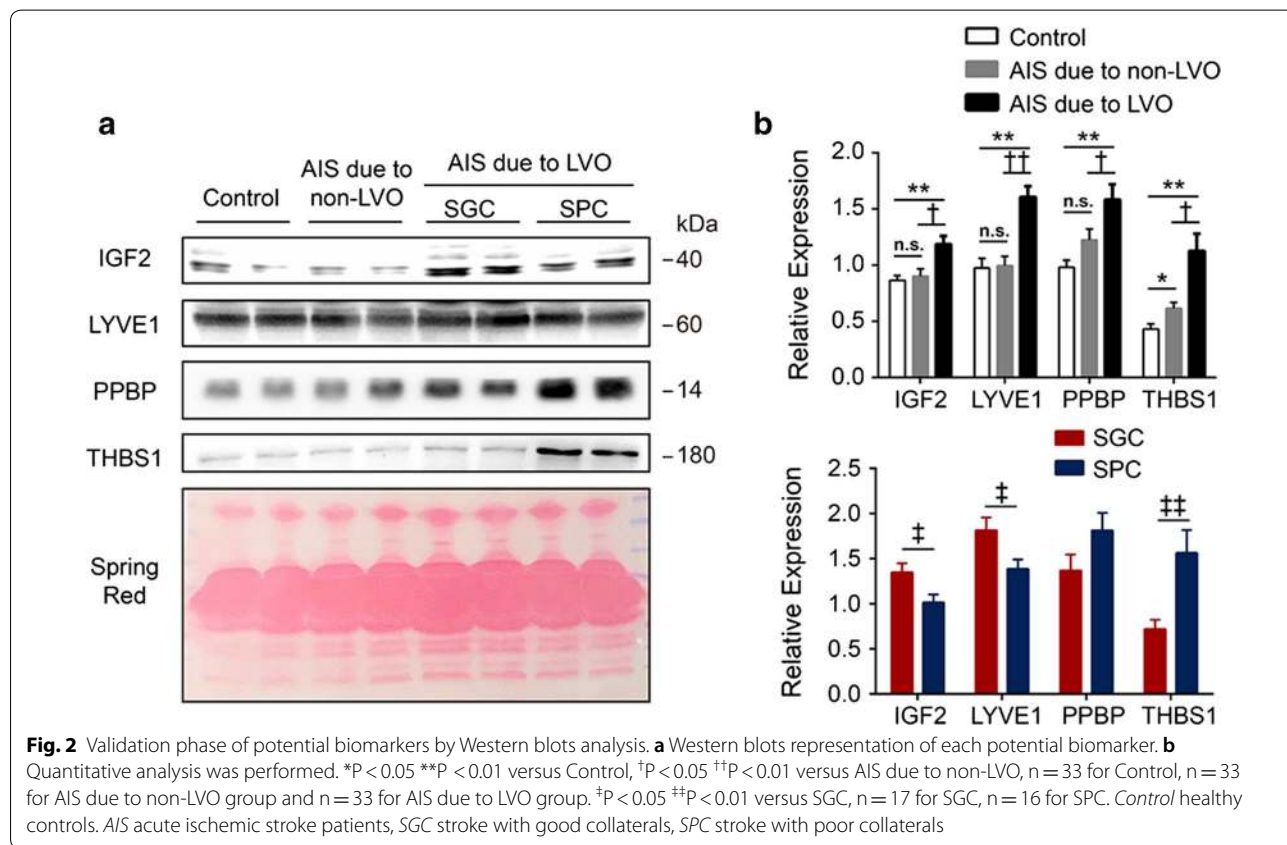 a
Control
AIS due to
non-LVO
AIS due to LVO
SGC
SPC
kDa
IGF2
-40
LYVE1
-60
PPBP
-14
THBS1
-180
Spring
Red
b
Control
AIS due to non-LVO
AIS due to LVO
Relative Expression
2.0
1.5
1.0
0.5
0.0
n.s.
**
†
n.s.
**
††
n.s.
**
†
*
**
†
IGF2 LYVE1 PPBP THBS1
SGC
SPC
Relative Expression
2.5
2.0
1.5
1.0
0.5
0.0
‡
‡
‡‡
IGF2 LYVE1 PPBP THBS1
Fig. 2 Validation phase of potential biomarkers by Western blots analysis. a Western blots representation of each potential biomarker. b
Quantitative analysis was performed. *P < 0.05 **P < 0.01 versus Control, †P < 0.05 ††P < 0.01 versus AIS due to non-LVO, n = 33 for Control, n = 33
for AIS due to non-LVO group and n = 33 for AIS due to LVO group. ‡P < 0.05 ‡‡P < 0.01 versus SGC, n = 17 for SGC, n = 16 for SPC. Control healthy
controls. AIS acute ischemic stroke patients, SGC stroke with good collaterals, SPC stroke with poor collaterals